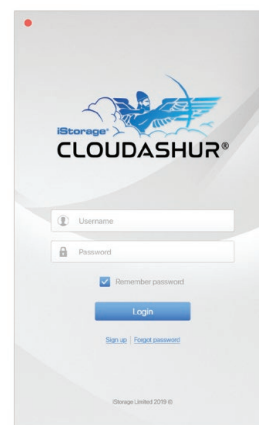 iStorage®
CLOUDASHUR®
Username
Password
Remember password
Login
Sign up | Forgot password
iStorage Limited 2019 ©